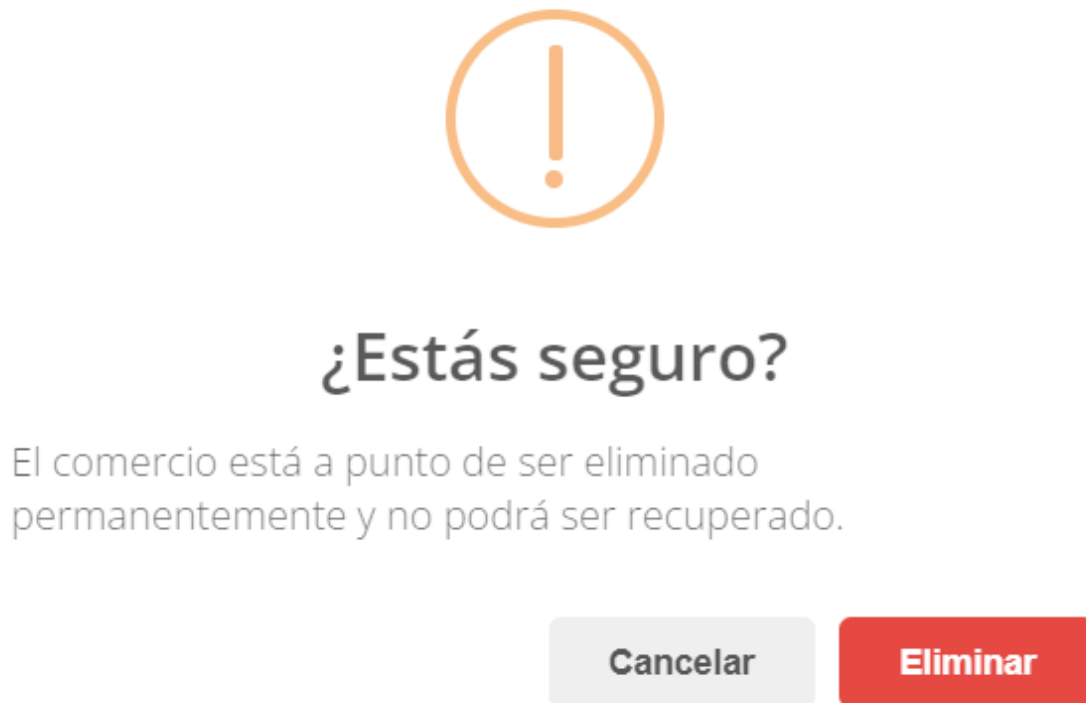 ¿Estás seguro?
El comercio está a punto de ser eliminado
permanentemente y no podrá ser recuperado.
Cancelar
Eliminar